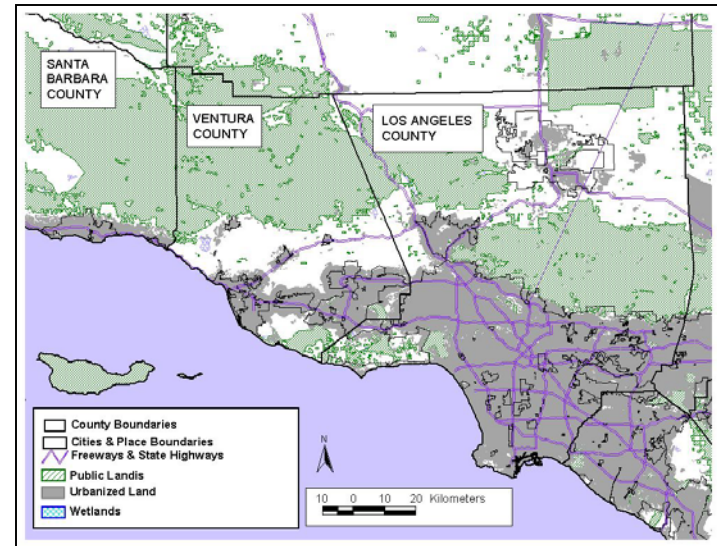 SANTA
BARBARA
COUNTY
VENTURA
COUNTY
LOS ANGELES
COUNTY
County Boundaries
Cities & Place Boundaries
Freeways & State Highways
Public Landis
Urbanized Land
Wetlands
N
10 0 10 20 Kilometers